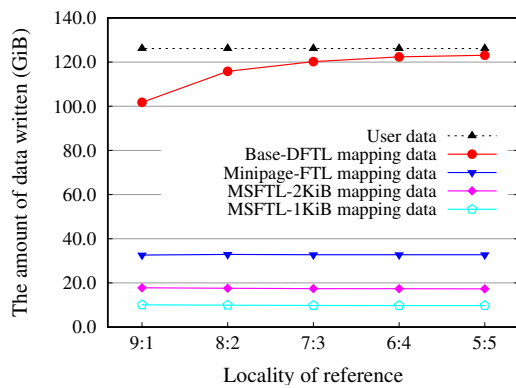 The amount of data written (GiB)
140.0
120.0
100.0
80.0
60.0
40.0
20.0
0.0
User data
Base-DFTL mapping data
Minipage-FTL mapping data
MSFTL-2KiB mapping data
MSFTL-1KiB mapping data
9:1 8:2 7:3 6:4 5:5
Locality of reference